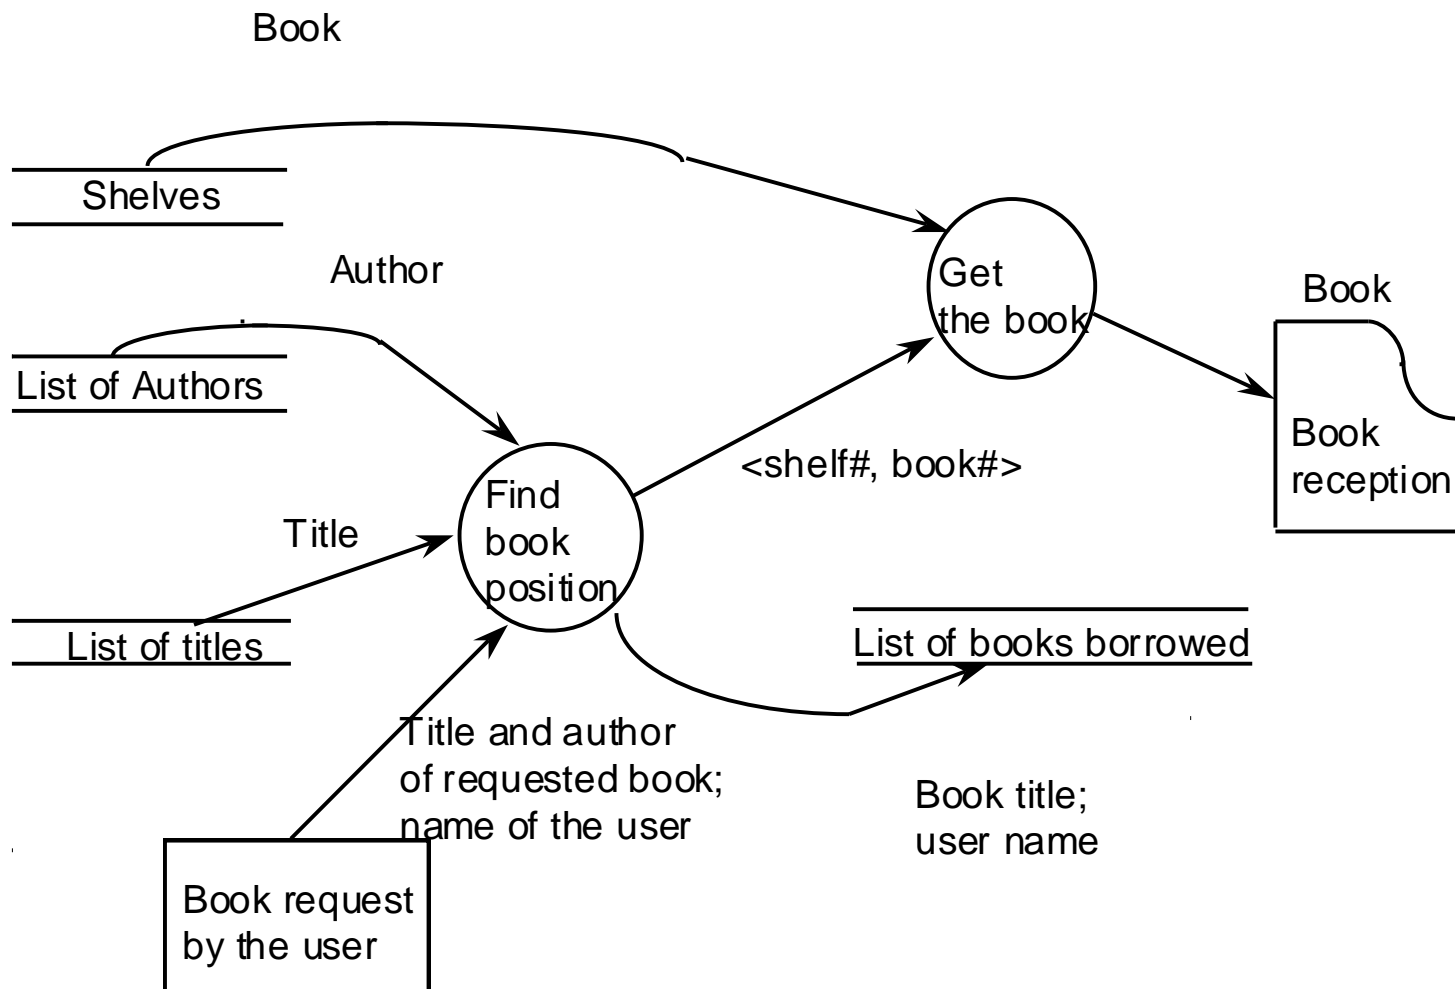 Book
Shelves
Author
Get
the book
Book
List of Authors
Book
reception
<shelf#, book#>
Find
book
position
Title
List of titles
List of books borrowed
Title and author
of requested book;
name of the user
Book title;
user name
Book request
by the user